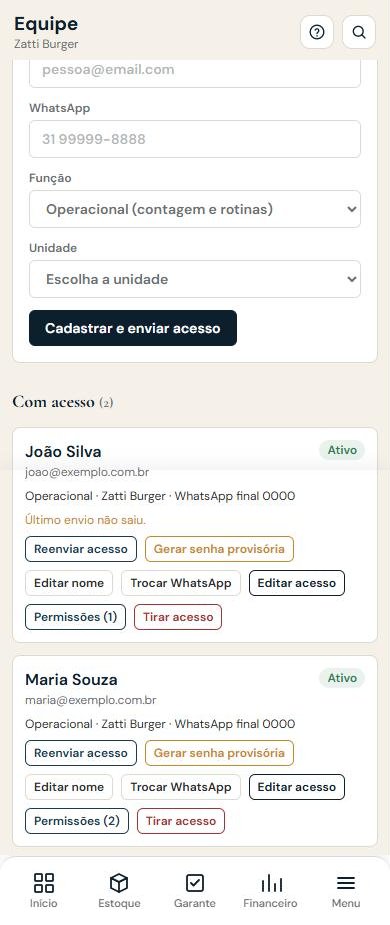 Equipe
Zatti Burger
pessoa@email.com
WhatsApp
31 99999-8888
Função
Operacional (contagem e rotinas)
Unidade
Escolha a unidade
Cadastrar e enviar acesso
Com acesso (2)
João Silva
Ativo
joao@exemplo.com.br
Operacional · Zatti Burger · WhatsApp final 0000
Último envio não saiu.
Reenviar acesso
Gerar senha provisória
Editar nome
Trocar WhatsApp
Editar acesso
Permissões (1)
Tirar acesso
Maria Souza
Ativo
maria@exemplo.com.br
Operacional · Zatti Burger · WhatsApp final 0000
Reenviar acesso
Gerar senha provisória
Editar nome
Trocar WhatsApp
Editar acesso
Permissões (2)
Tirar acesso
Início
Estoque
Garante
Financeiro
Menu